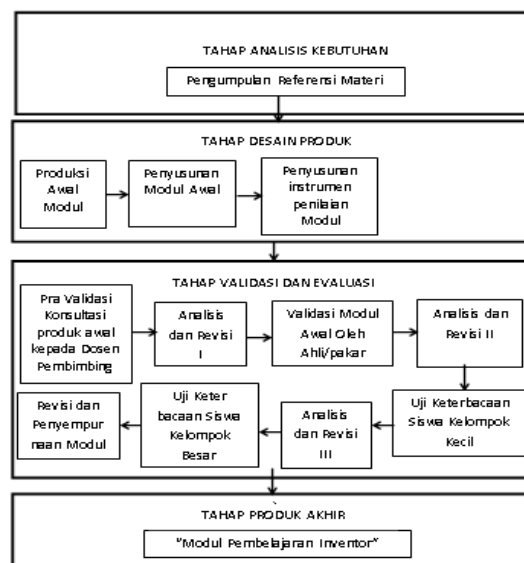 TAHAP ANALISIS KEBUTUHAN
Pengumpulan Referensi Materi
TAHAP DESAIN PRODUK
Produksi
Awal
Modul
Penyusunan
Modul Awal
Penyusunan
instrumen
penilaian
Modul
TAHAP VALIDASI DAN EVALUASI
Pra Validasi
Konsultasi
produk awal
kepada Dosen
Pembimbing
Analisis
dan Revisi
I
Validasi Modul
Awal Oleh
Ahli/pakar
Analisis dan
Revisi II
Uji Keterbacaan
Siswa Kelompok
Kecil
Analisis
dan Revisi
III
Uji Keter
bacaan Siswa
Kelompok
Besar
Revisi dan
Penyempur
naan Modul
TAHAP PRODUK AKHIR
"Modul Pembelajaran Inventor"